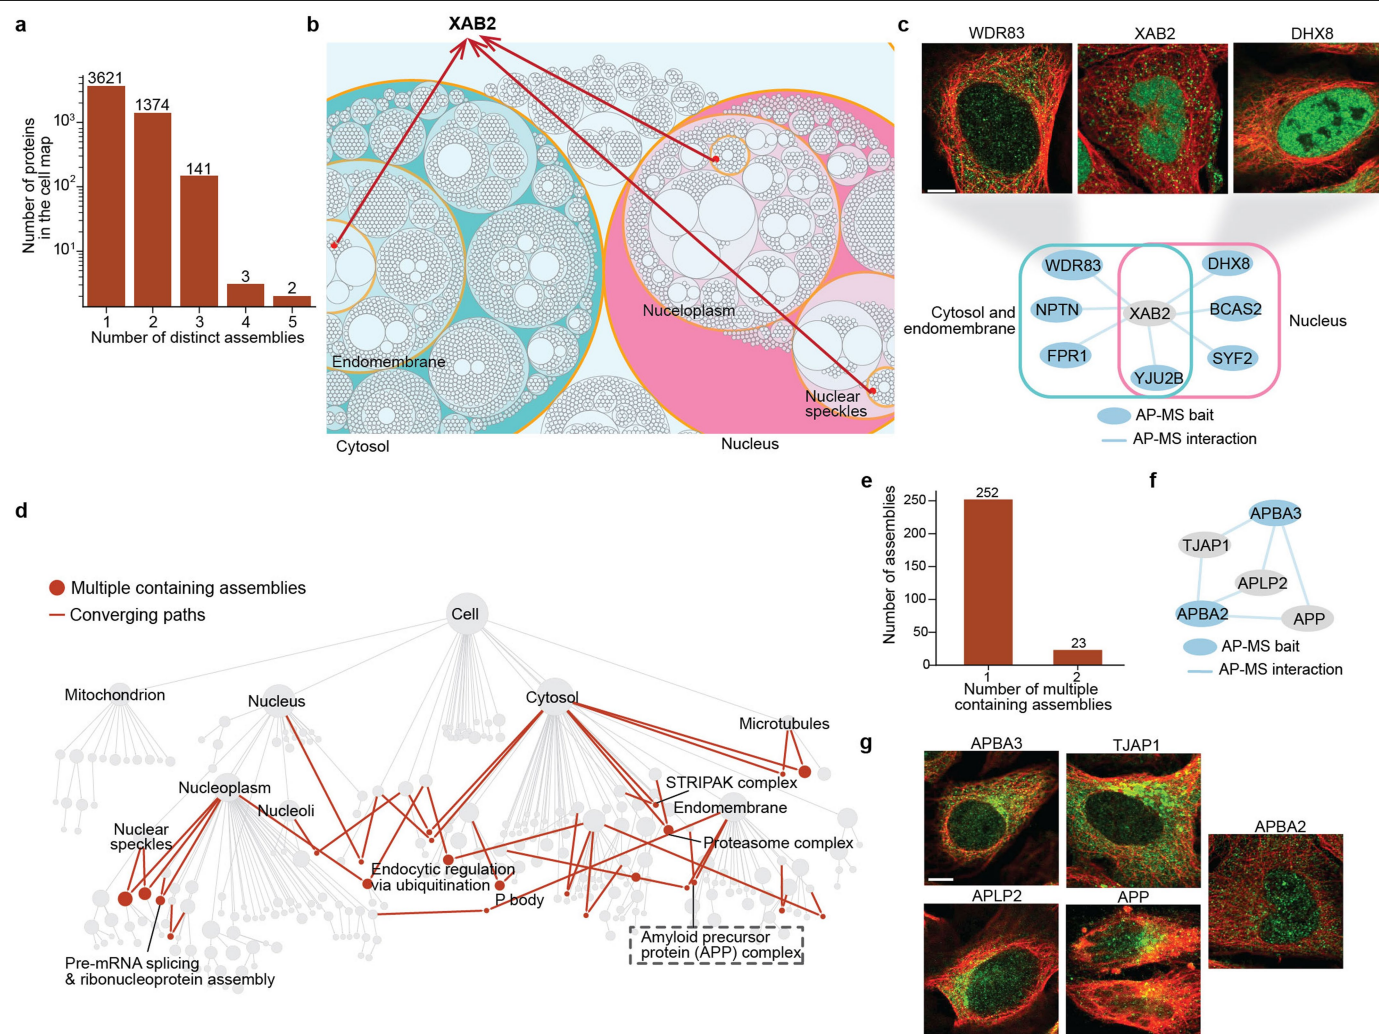 a
Number of proteins
in the cell map
10³
10²
10¹
3621
1374
141
3
2
1 2 3 4 5
Number of distinct assemblies
b
XAB2
Nuceloplasm
Endomembrane
Nuclear
speckles
Cytosol
Nucleus
c
WDR83 XAB2 DHX8
WDR83
DHX8
NPTN
XAB2
BCAS2
FPR1
SYF2
YJU2B
Cytosol and
endomembrane
Nucleus
AP-MS bait
AP-MS interaction
d
Multiple containing assemblies
Converging paths
Cell
Mitochondrion
Nucleus
Cytosol
Microtubules
Nucleoplasm
Nucleoli
STRIPAK complex
Endomembrane
Nuclear
speckles
Proteasome complex
Endocytic regulation
via ubiquitination
P body
Amyloid precursor
protein (APP) complex
Pre-mRNA splicing
& ribonucleoprotein assembly
e
Number of assemblies
250
200
150
100
50
0
252
23
1 2
Number of multiple
containing assemblies
f
APBA3
TJAP1
APLP2
APBA2
APP
AP-MS bait
AP-MS interaction
g
APBA3 TJAP1
APBA2
APLP2 APP